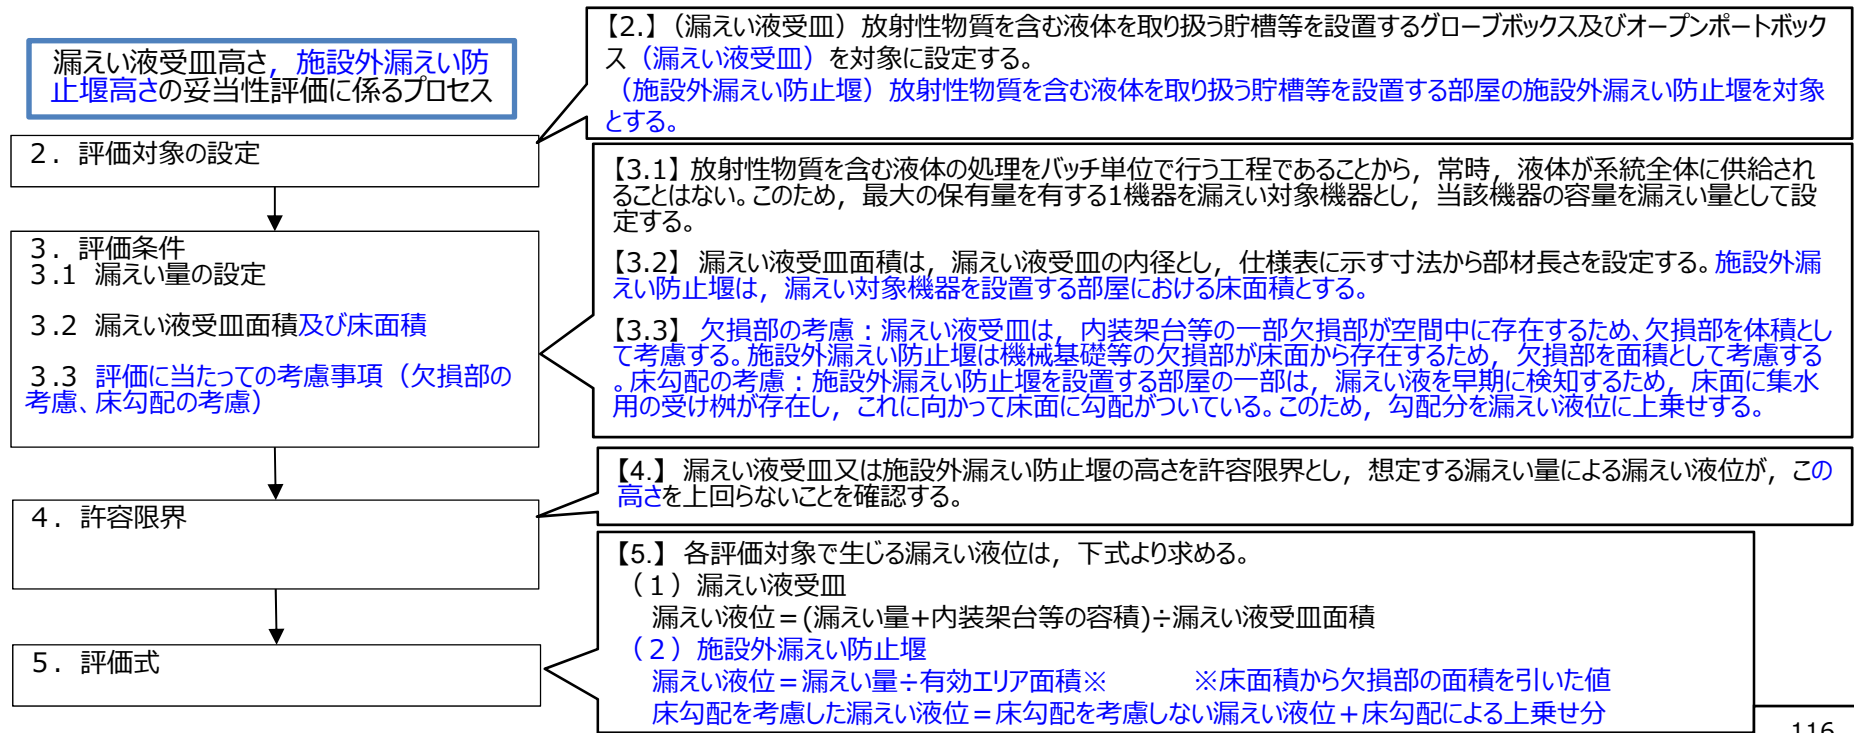 漏えい液受皿高さ，施設外漏えい防
止堰高さの妥当性評価に係るプロセス
２．評価対象の設定
【2.】（漏えい液受皿）放射性物質を含む液体を取り扱う貯槽等を設置するグローブボックス及びオープンポートボック
ス（漏えい液受皿）を対象に設定する。
（施設外漏えい防止堰）放射性物質を含む液体を取り扱う貯槽等を設置する部屋の施設外漏えい防止堰を対象
とする。
３．評価条件
３.１ 漏えい量の設定
３.２ 漏えい液受皿面積及び床面積
３.３ 評価に当たっての考慮事項（欠損部の
考慮、床勾配の考慮）
【3.1】放射性物質を含む液体の処理をバッチ単位で行う工程であることから，常時，液体が系統全体に供給され
ることはない。このため，最大の保有量を有する1機器を漏えい対象機器とし，当該機器の容量を漏えい量として設
定する。
【3.2】 漏えい液受皿面積は，漏えい液受皿の内径とし，仕様表に示す寸法から部材長さを設定する。施設外漏
えい防止堰は，漏えい対象機器を設置する部屋における床面積とする。
【3.3】 欠損部の考慮：漏えい液受皿は，内装架台等の一部欠損部が空間中に存在するため、欠損部を体積とし
て考慮する。施設外漏えい防止堰は機械基礎等の欠損部が床面から存在するため，欠損部を面積として考慮する
。床勾配の考慮：施設外漏えい防止堰を設置する部屋の一部は，漏えい液を早期に検知するため，床面に集水
用の受け桝が存在し，これに向かって床面に勾配がついている。このため，勾配分を漏えい液位に上乗せする。
４．許容限界
【4.】 漏えい液受皿又は施設外漏えい防止堰の高さを許容限界とし，想定する漏えい量による漏えい液位が，この
高さを上回らないことを確認する。
５．評価式
【5.】 各評価対象で生じる漏えい液位は，下式より求める。
（１）漏えい液受皿
漏えい液位＝(漏えい量＋内装架台等の容積)÷漏えい液受皿面積
（２）施設外漏えい防止堰
漏えい液位＝漏えい量÷有効エリア面積※ ※床面積から欠損部の面積を引いた値
床勾配を考慮した漏えい液位＝床勾配を考慮しない漏えい液位＋床勾配による上乗せ分
116